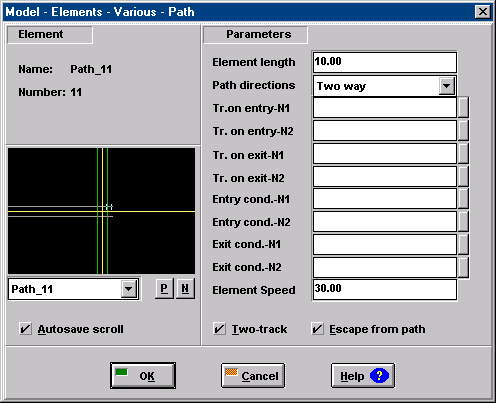 Model - Elements - Various - Path
Element
Name: Path_11
Number: 11
Path_11
P N
Autosave scroll
Parameters
Element length 10.00
Path directions Two way
Tr.on entry-N1
Tr. on entry-N2
Tr. on exit-N1
Tr. on exit-N2
Entry cond.-N1
Entry cond.-N2
Exit cond.-N1
Exit cond.-N2
Element Speed 30.00
Two-track Escape from path
OK Cancel Help ?